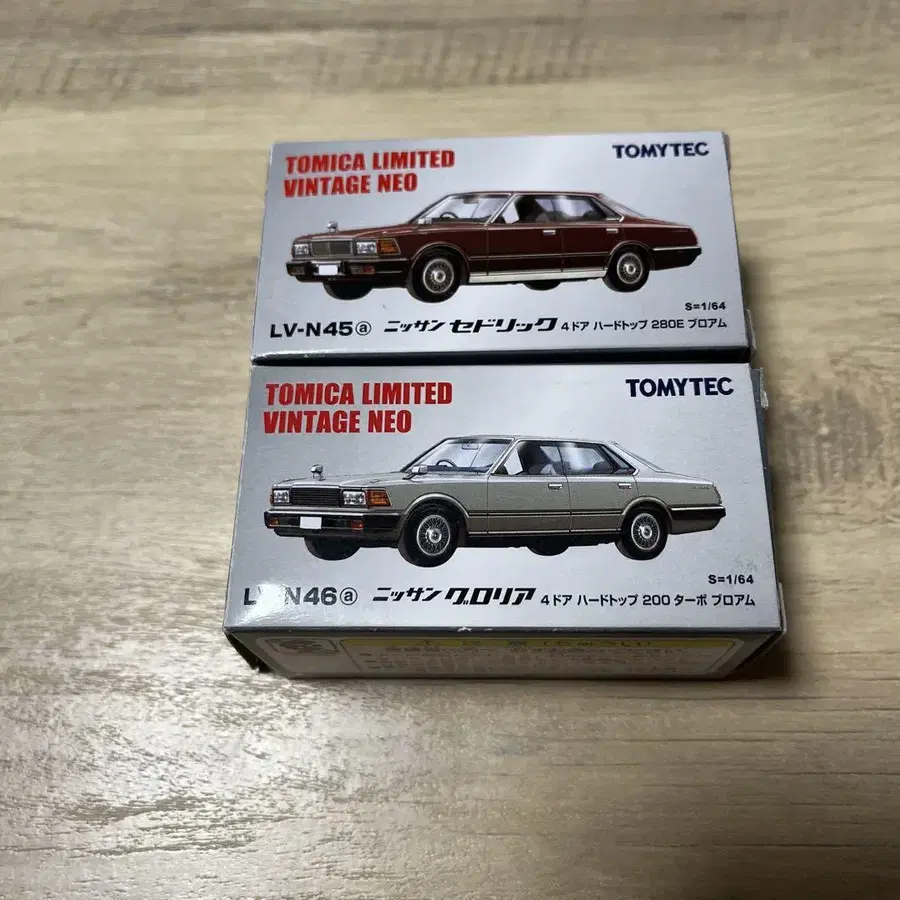 TOMICA LIMITED
VINTAGE NEO
TOMYTEC
S=1/64
LV-N45ⓐ ニッサン セドリック 4ドア ハードトップ 280E ブロアム
TOMICA LIMITED
VINTAGE NEO
TOMYTEC
S=1/64
LV-N46ⓐ ニッサン グロリア 4ドア ハードトップ 200 ターボ ブロアム